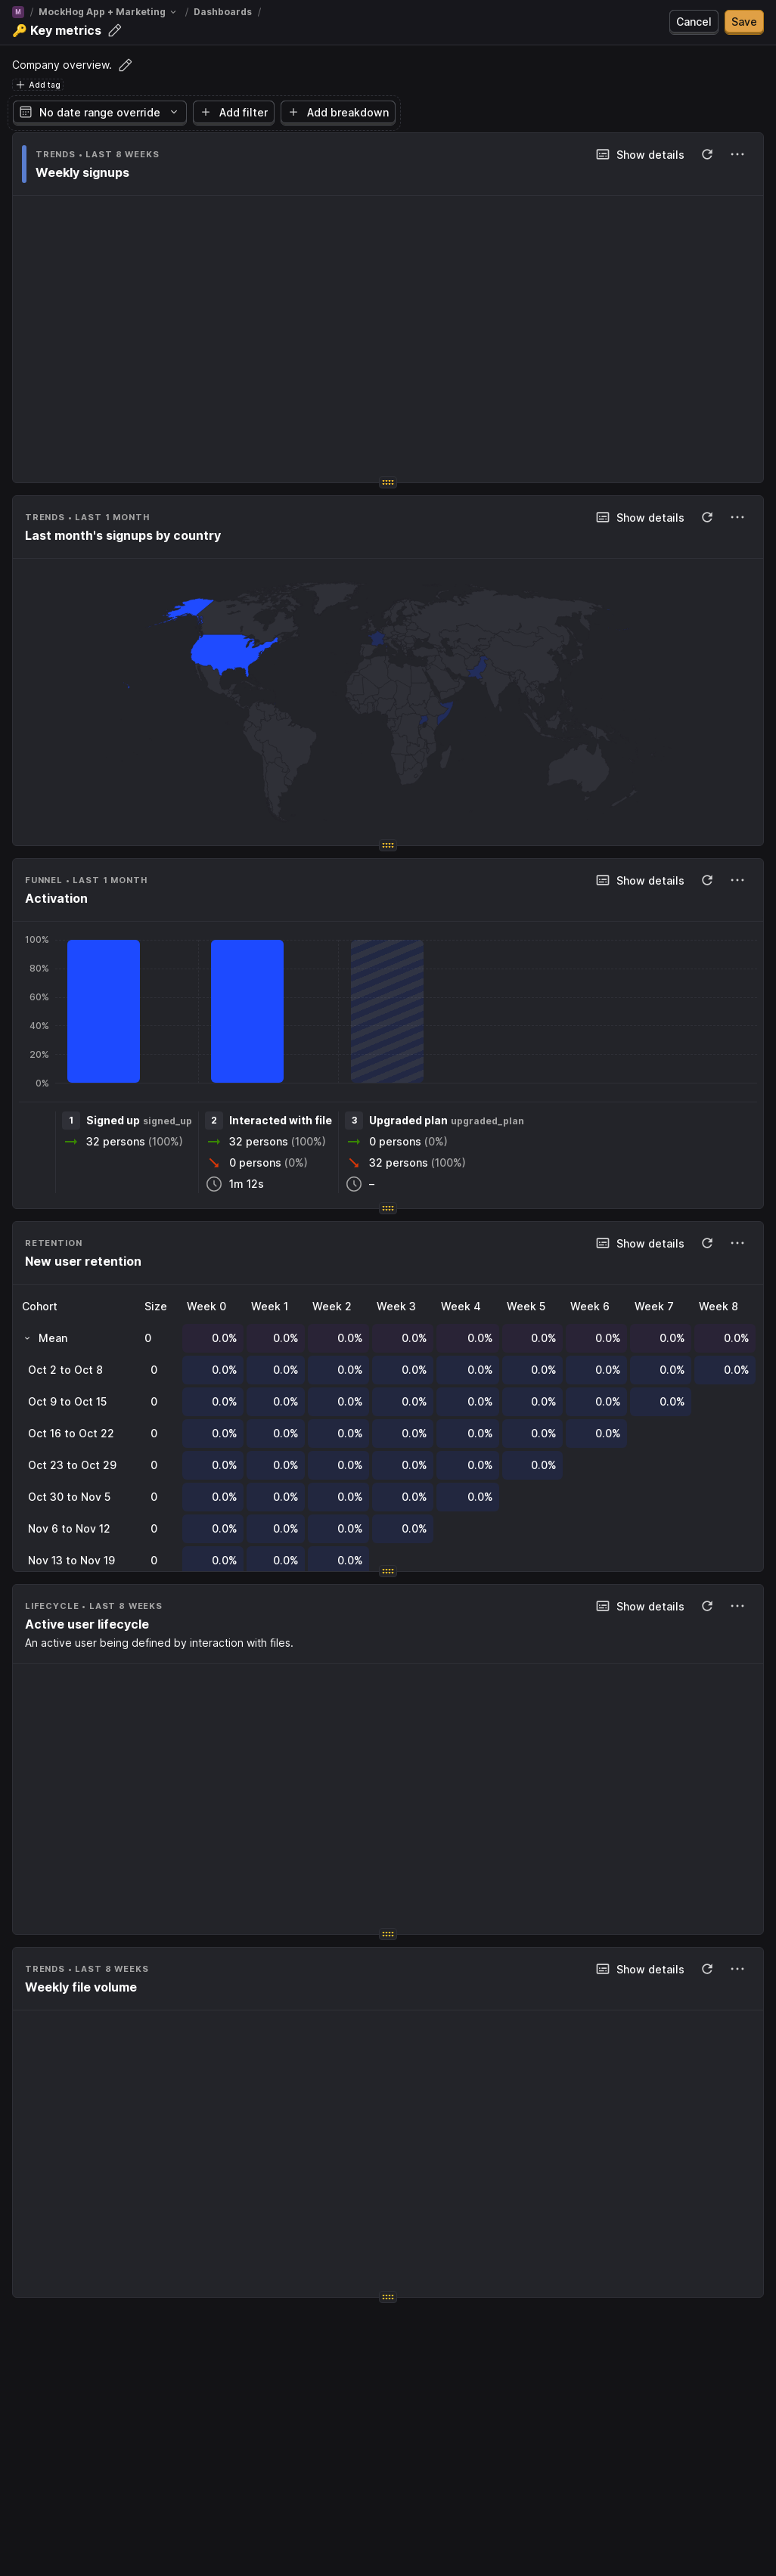 M / MockHog App + Marketing / Dashboards /
🔑 Key metrics
Cancel
Save
Company overview.
Add tag
No date range override
Add filter
Add breakdown
TRENDS • LAST 8 WEEKS
Show details
Weekly signups
TRENDS • LAST 1 MONTH
Show details
Last month's signups by country
FUNNEL • LAST 1 MONTH
Show details
Activation
100%
80%
60%
40%
20%
0%
1 Signed up signed_up
32 persons (100%)
2 Interacted with file
32 persons (100%)
0 persons (0%)
1m 12s
3 Upgraded plan upgraded_plan
0 persons (0%)
32 persons (100%)
–
RETENTION
Show details
New user retention
Cohort Size Week 0 Week 1 Week 2 Week 3 Week 4 Week 5 Week 6 Week 7 Week 8
Mean 0 0.0% 0.0% 0.0% 0.0% 0.0% 0.0% 0.0% 0.0% 0.0%
Oct 2 to Oct 8 0 0.0% 0.0% 0.0% 0.0% 0.0% 0.0% 0.0% 0.0% 0.0%
Oct 9 to Oct 15 0 0.0% 0.0% 0.0% 0.0% 0.0% 0.0% 0.0% 0.0%
Oct 16 to Oct 22 0 0.0% 0.0% 0.0% 0.0% 0.0% 0.0% 0.0%
Oct 23 to Oct 29 0 0.0% 0.0% 0.0% 0.0% 0.0% 0.0%
Oct 30 to Nov 5 0 0.0% 0.0% 0.0% 0.0% 0.0%
Nov 6 to Nov 12 0 0.0% 0.0% 0.0% 0.0%
Nov 13 to Nov 19 0 0.0% 0.0% 0.0%
LIFECYCLE • LAST 8 WEEKS
Show details
Active user lifecycle
An active user being defined by interaction with files.
TRENDS • LAST 8 WEEKS
Show details
Weekly file volume